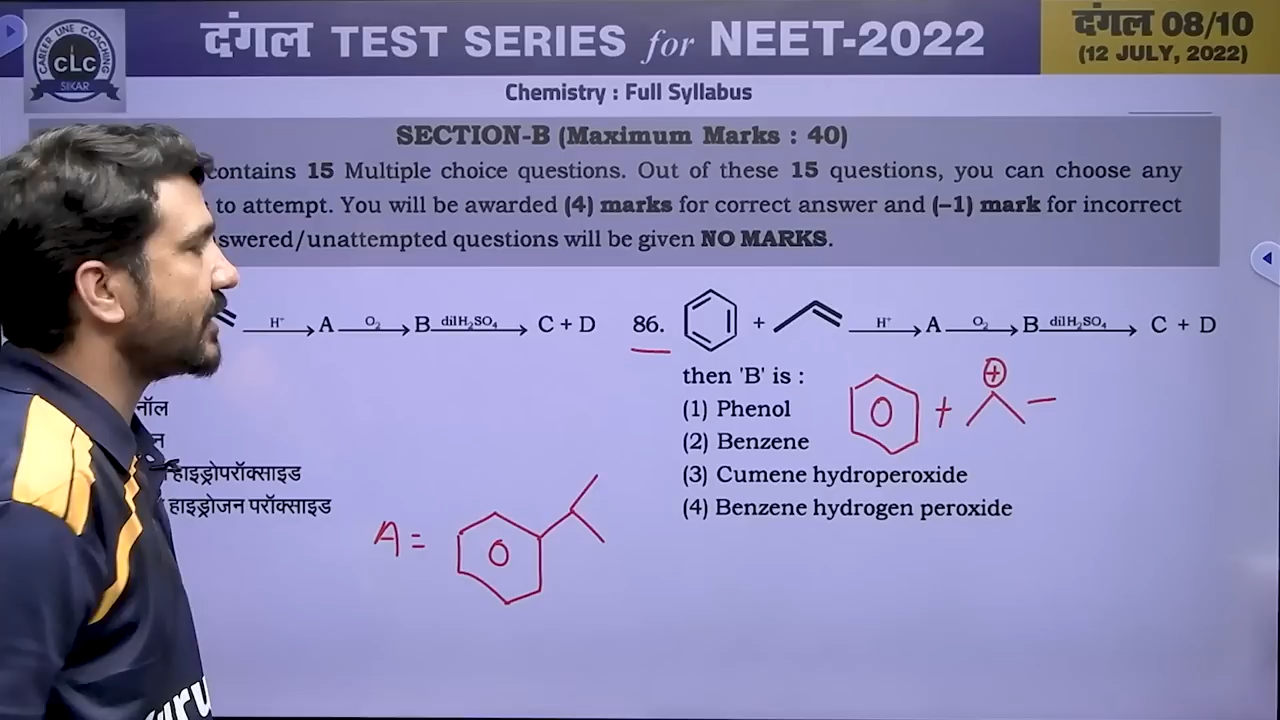 CAREER LINE COACHING
CLC
SIKAR
दंगल TEST SERIES for NEET-2022
दंगल 08/10
(12 JULY, 2022)
Chemistry : Full Syllabus
SECTION-B (Maximum Marks : 40)
contains 15 Multiple choice questions. Out of these 15 questions, you can choose any
to attempt. You will be awarded (4) marks for correct answer and (–1) mark for incorrect
swered/unattempted questions will be given NO MARKS.
H⁺ A O₂ B dil H₂SO₄ C + D
86. + H⁺ A O₂ B dil H₂SO₄ C + D
then 'B' is :
(1) Phenol
(2) Benzene
(3) Cumene hydroperoxide
(4) Benzene hydrogen peroxide
नॉल
न
हाइड्रोपरॉक्साइड
हाइड्रोजन परॉक्साइड
+ ⊕ –
A =